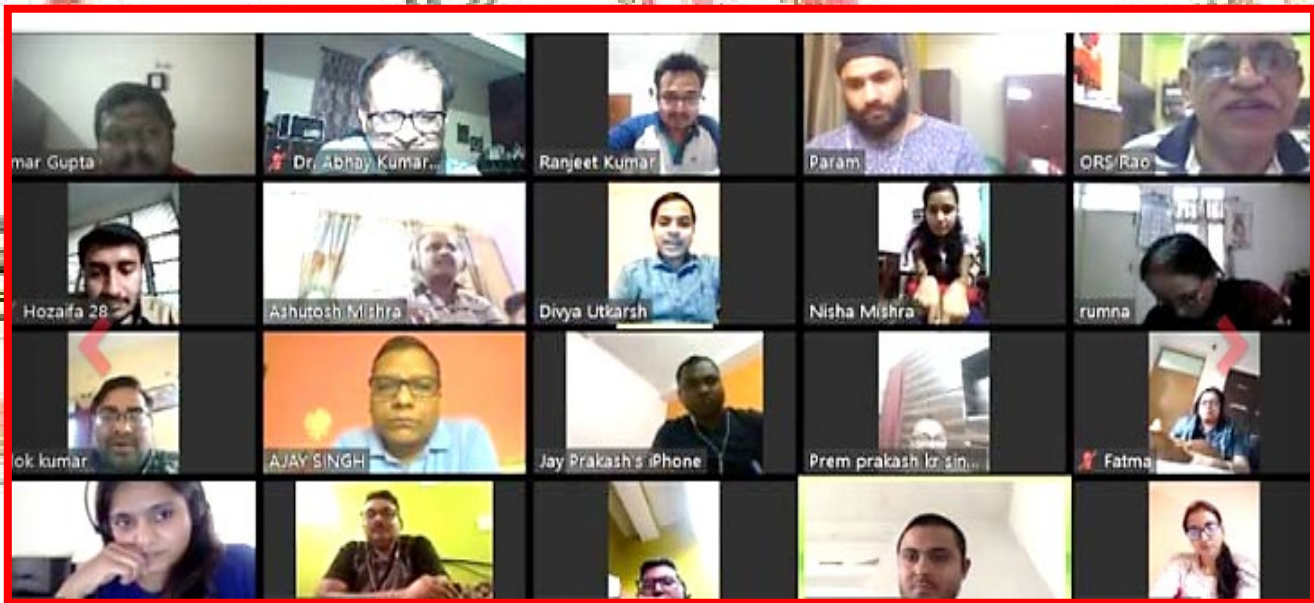 mar Gupta
Dr. Abhay Kumar...
Ranjeet Kumar
Param
ORS Rao
Hozaifa 28
Ashutosh Mishra
Divya Utkarsh
Nisha Mishra
rumna
lok kumar
AJAY SINGH
Jay Prakash's iPhone
Prem prakash kr sin...
Fatma